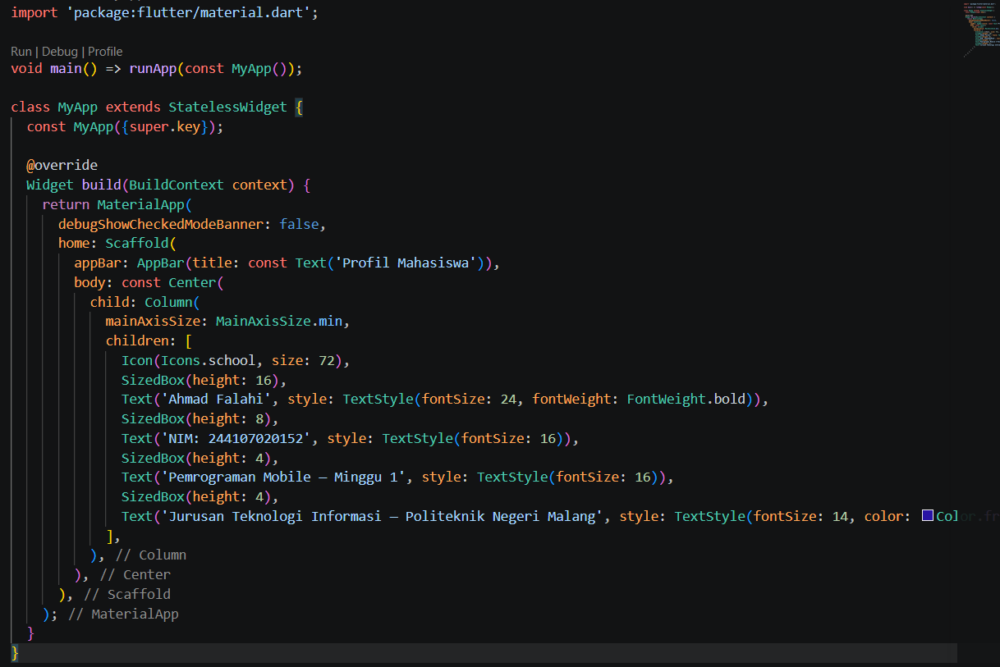 import 'package:flutter/material.dart';
Run | Debug | Profile
void main() => runApp(const MyApp());
class MyApp extends StatelessWidget {
  const MyApp({super.key});
  @override
  Widget build(BuildContext context) {
    return MaterialApp(
      debugShowCheckedModeBanner: false,
      home: Scaffold(
        appBar: AppBar(title: const Text('Profil Mahasiswa')),
        body: const Center(
          child: Column(
            mainAxisSize: MainAxisSize.min,
            children: [
              Icon(Icons.school, size: 72),
              SizedBox(height: 16),
              Text('Ahmad Falahi', style: TextStyle(fontSize: 24, fontWeight: FontWeight.bold)),
              SizedBox(height: 8),
              Text('NIM: 244107020152', style: TextStyle(fontSize: 16)),
              SizedBox(height: 4),
              Text('Pemrograman Mobile – Minggu 1', style: TextStyle(fontSize: 16)),
              SizedBox(height: 4),
              Text('Jurusan Teknologi Informasi – Politeknik Negeri Malang', style: TextStyle(fontSize: 14, color: Color.fr
            ],
          ), // Column
        ), // Center
      ), // Scaffold
    ); // MaterialApp
  }
}